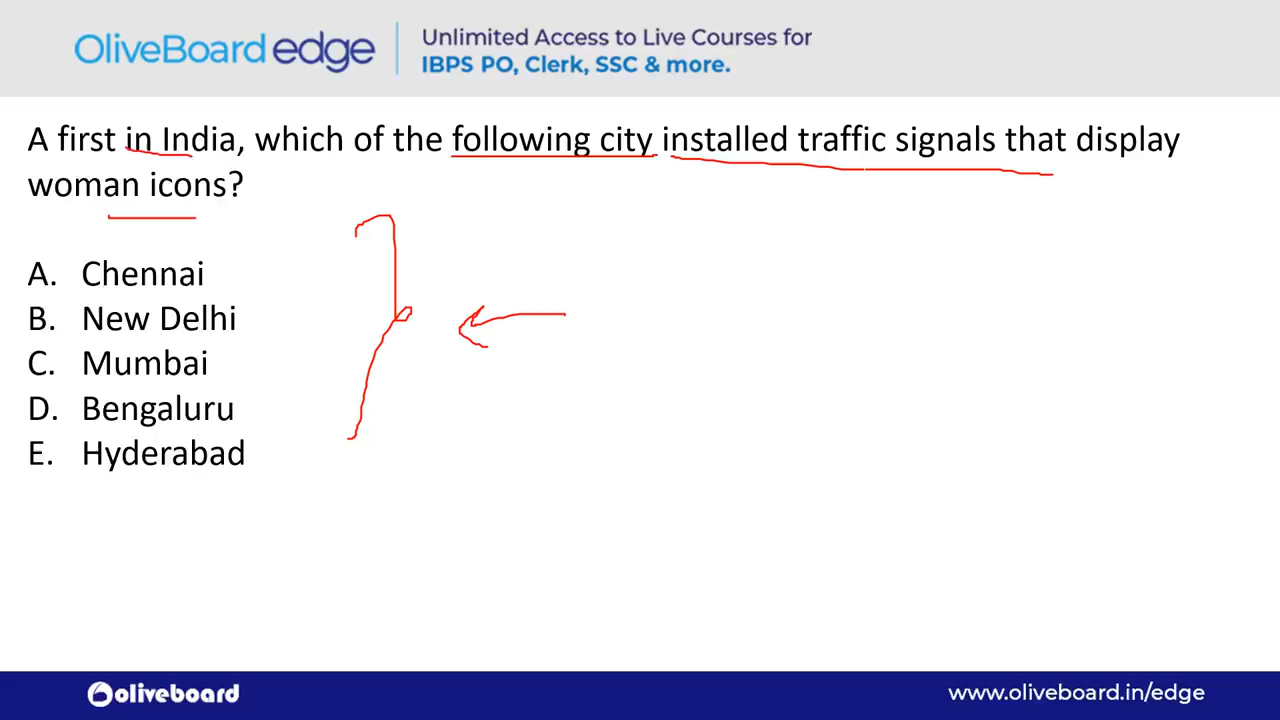 OliveBoard edge
Unlimited Access to Live Courses for
IBPS PO, Clerk, SSC & more.
A first in India, which of the following city installed traffic signals that display
woman icons?
A. Chennai
B. New Delhi
C. Mumbai
D. Bengaluru
E. Hyderabad
oliveboard
www.oliveboard.in/edge